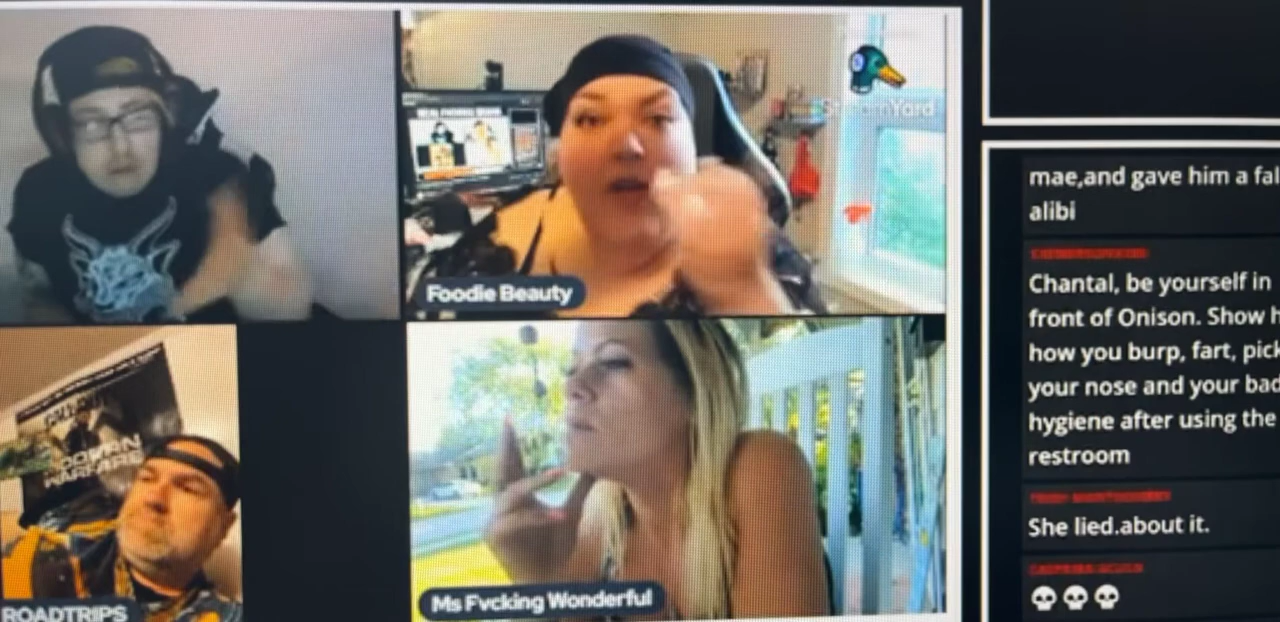 StreamYard
Foodie Beauty
MODERN
WARFARE
ROADTRIPS
Ms Fvcking Wonderful
mae,and gave him a fal
alibi
Chantal, be yourself in
front of Onison. Show h
how you burp, fart, pick
your nose and your bad
hygiene after using the
restroom
She lied.about it.